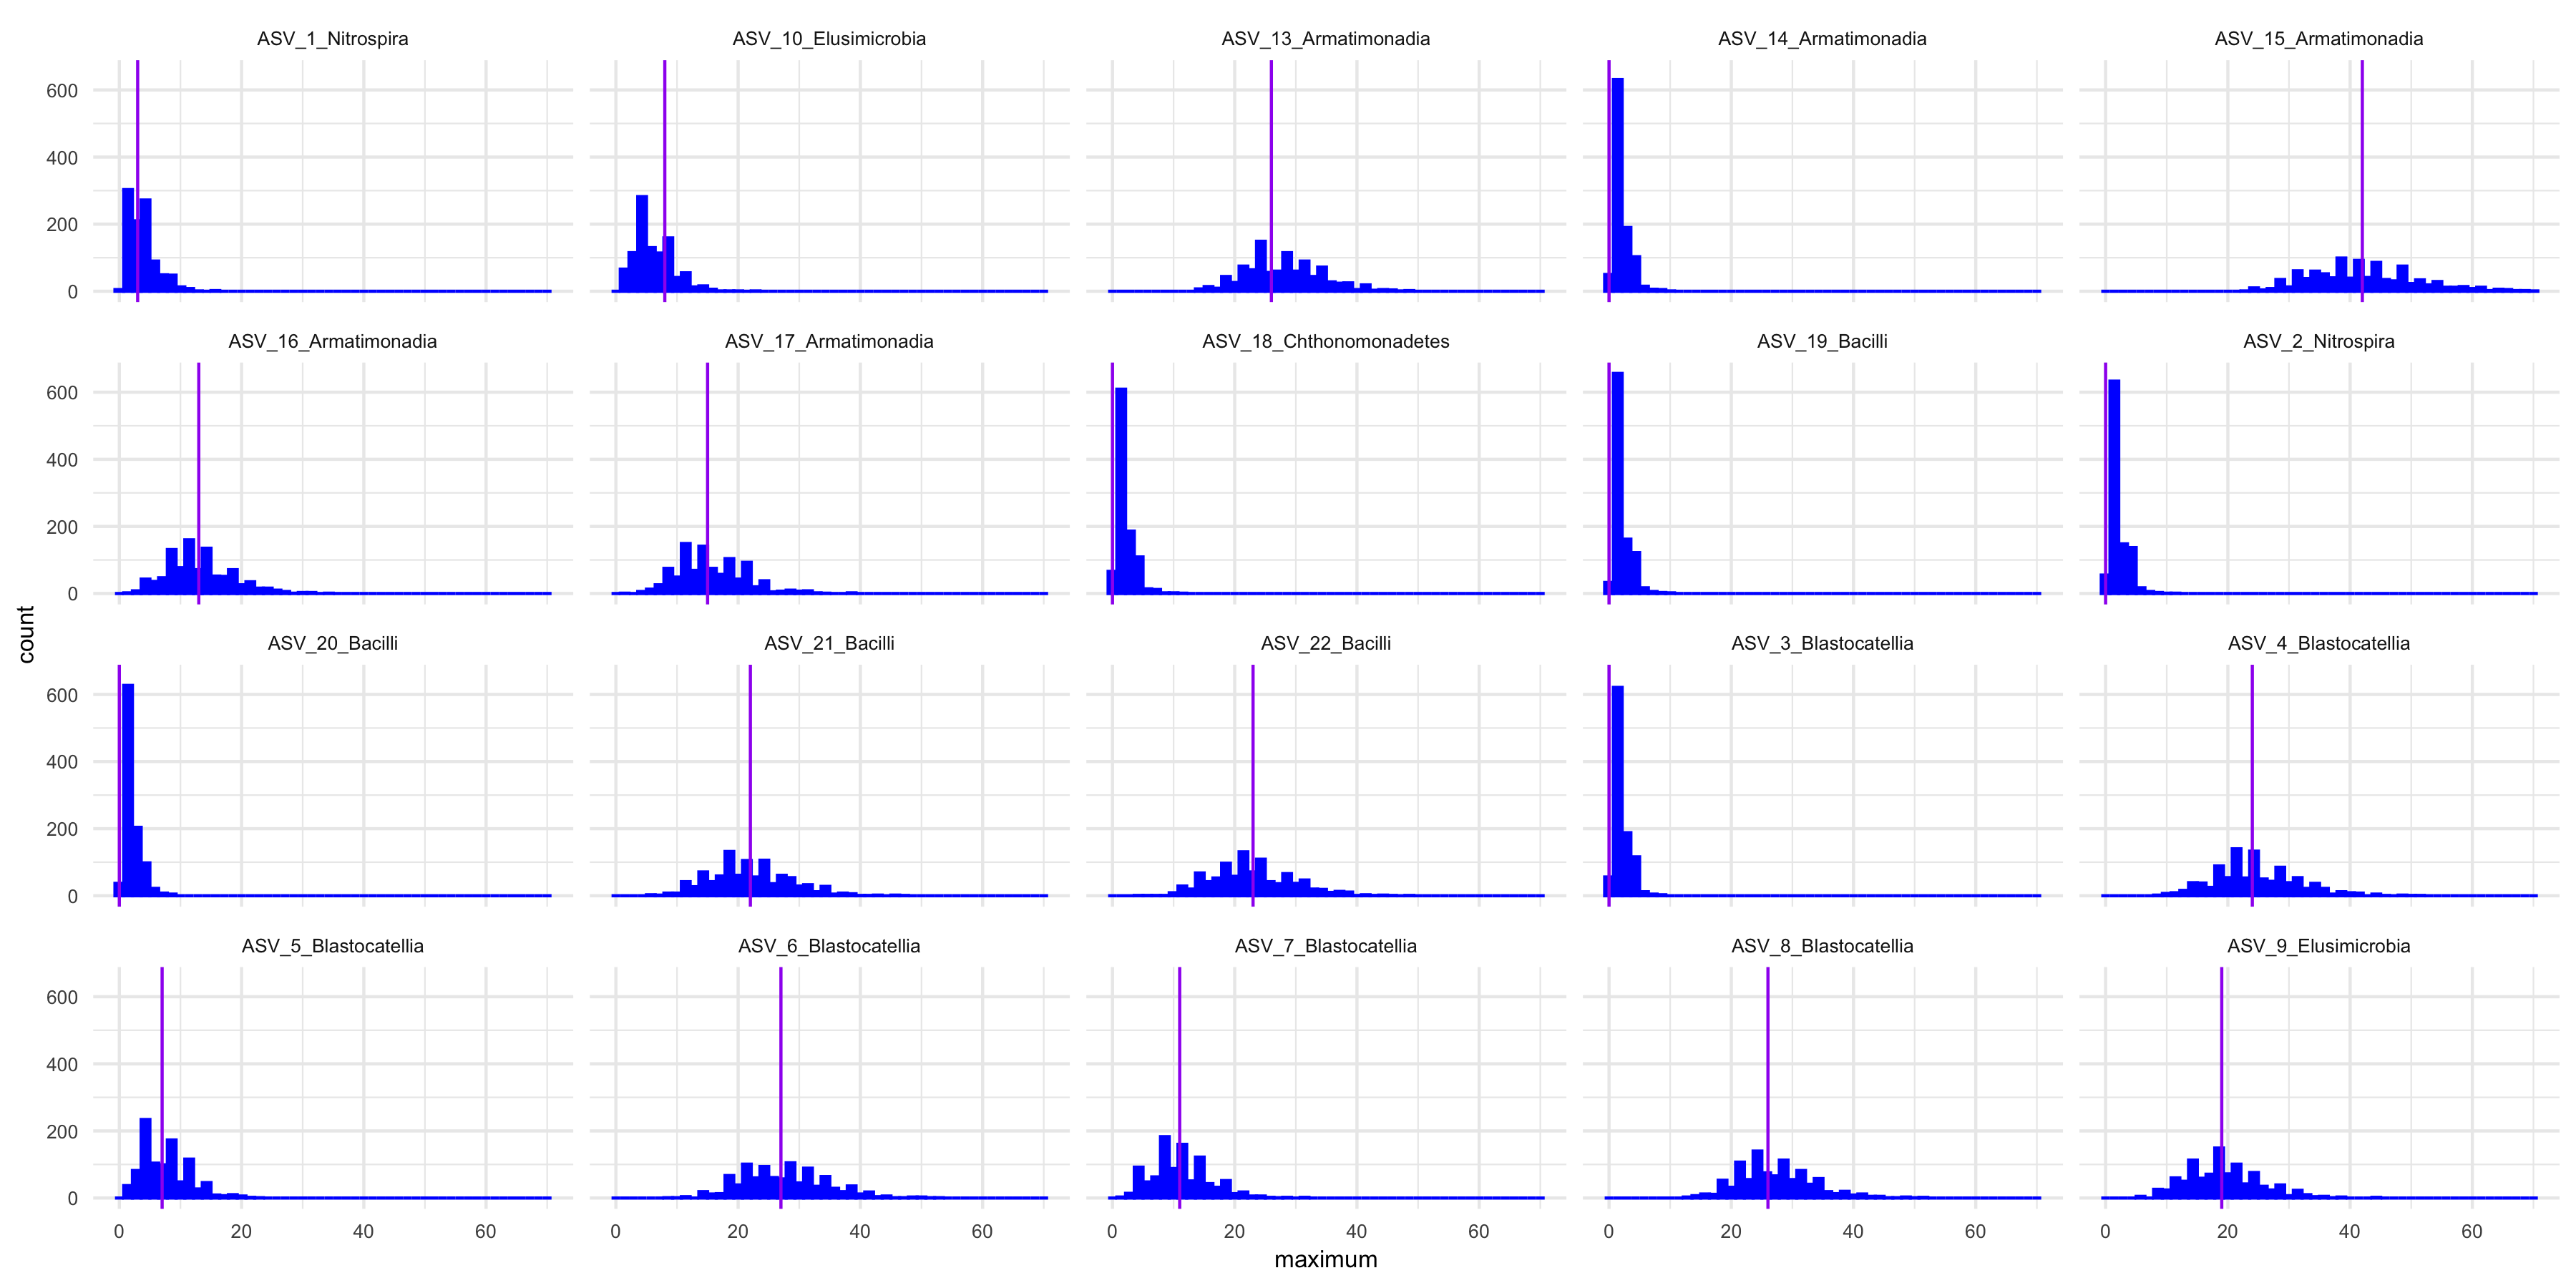 ASV_1_Nitrospira
ASV_10_Elusimicrobia
ASV_13_Armatimonadia
ASV_14_Armatimonadia
ASV_15_Armatimonadia
600
400
200
0
ASV_16_Armatimonadia
ASV_17_Armatimonadia
ASV_18_Chthonomonadetes
ASV_19_Bacilli
ASV_2_Nitrospira
600
400
200
0
count
ASV_20_Bacilli
ASV_21_Bacilli
ASV_22_Bacilli
ASV_3_Blastocatellia
ASV_4_Blastocatellia
600
400
200
0
ASV_5_Blastocatellia
ASV_6_Blastocatellia
ASV_7_Blastocatellia
ASV_8_Blastocatellia
ASV_9_Elusimicrobia
600
400
200
0
0 20 40 60
0 20 40 60
0 20 40 60
0 20 40 60
0 20 40 60
maximum